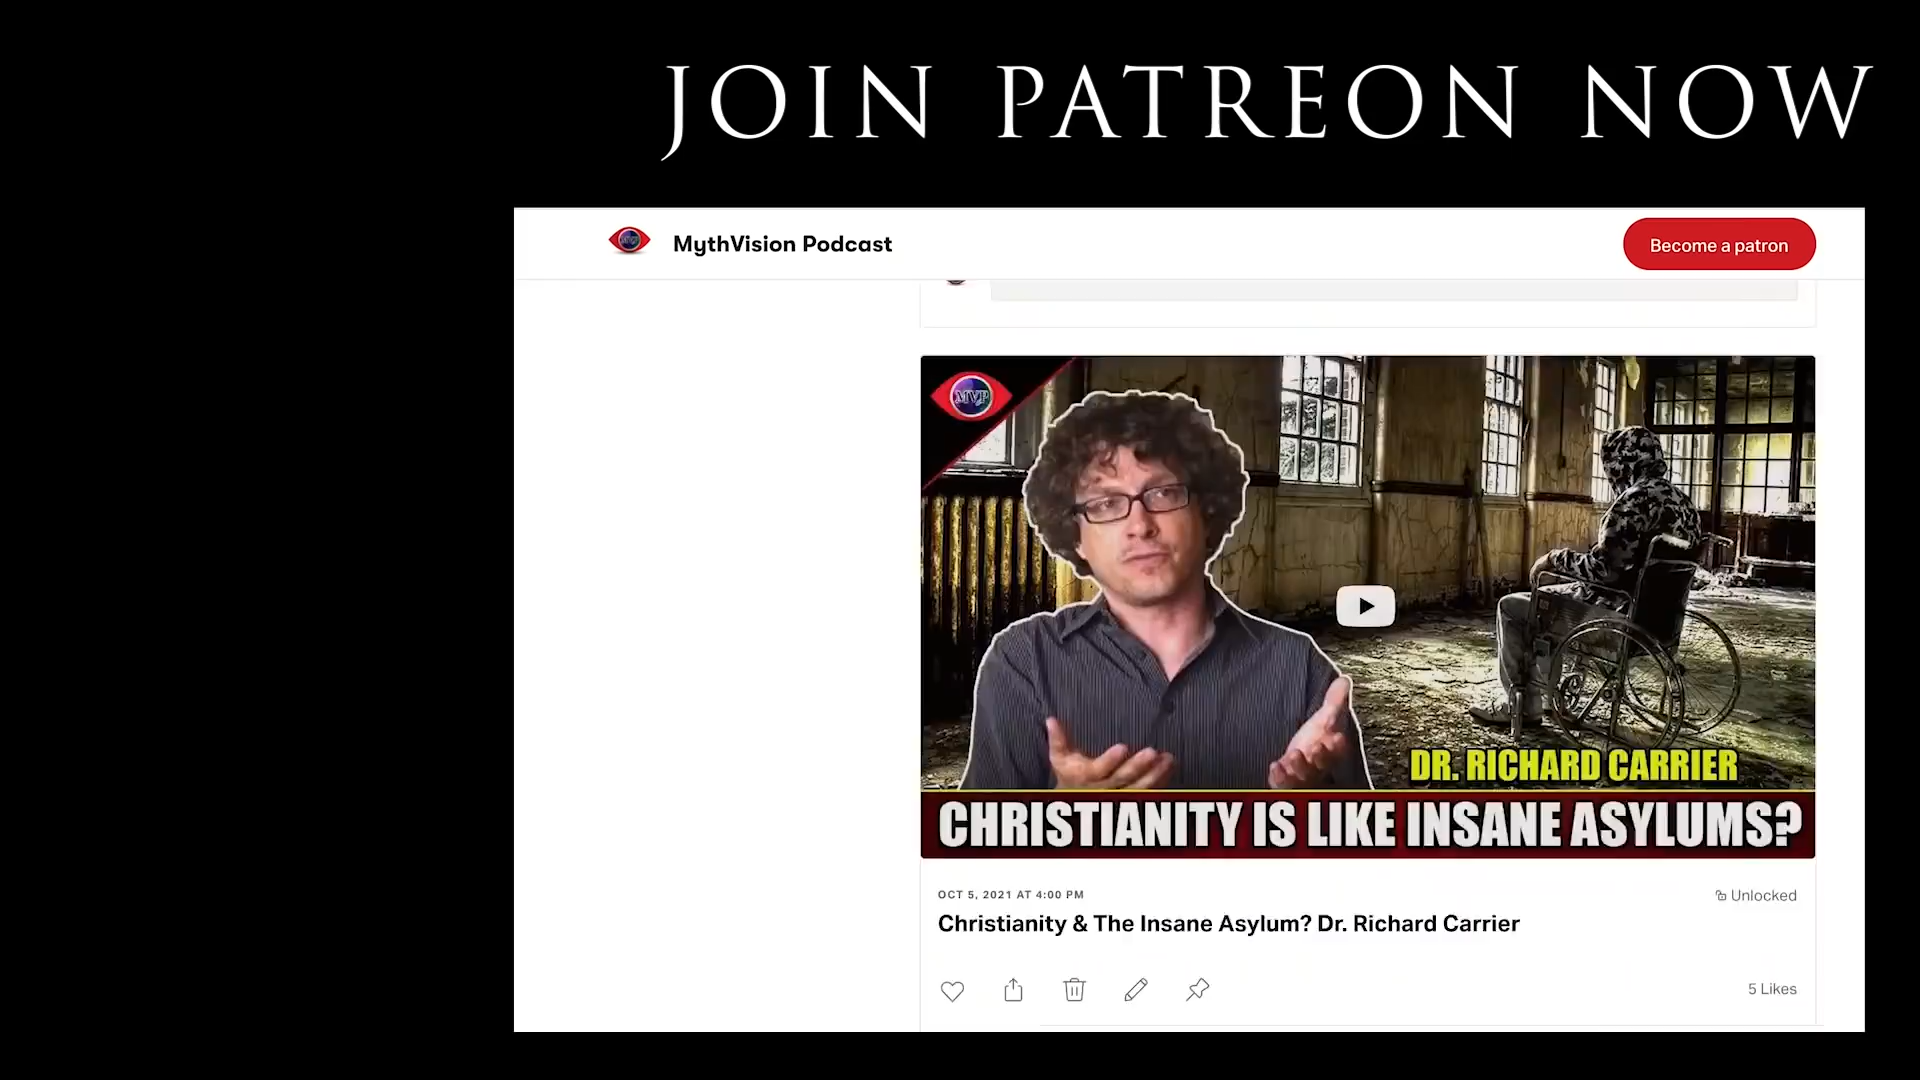 JOIN PATREON NOW
MythVision Podcast
Become a patron
MVP
DR. RICHARD CARRIER
CHRISTIANITY IS LIKE INSANE ASYLUMS?
OCT 5, 2021 AT 4:00 PM
Unlocked
Christianity & The Insane Asylum? Dr. Richard Carrier
5 Likes